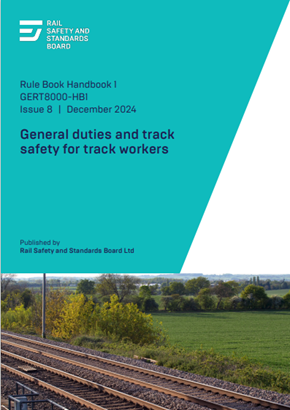 RAIL
SAFETY AND
STANDARDS
BOARD
Rule Book Handbook 1
GERT8000-HB1
Issue 8 | December 2024
General duties and track
safety for track workers
Published by
Rail Safety and Standards Board Ltd